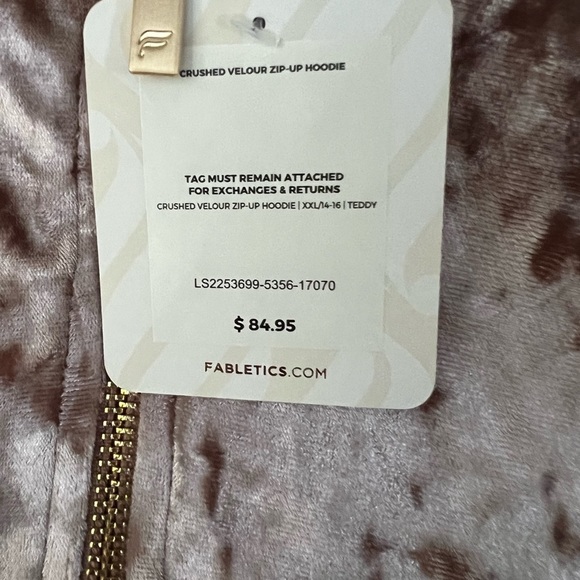 CRUSHED VELOUR ZIP-UP HOODIE
TAG MUST REMAIN ATTACHED
FOR EXCHANGES & RETURNS
CRUSHED VELOUR ZIP-UP HOODIE | XXL/14-16 | TEDDY
LS2253699-5356-17070
$ 84.95
FABLETICS.COM